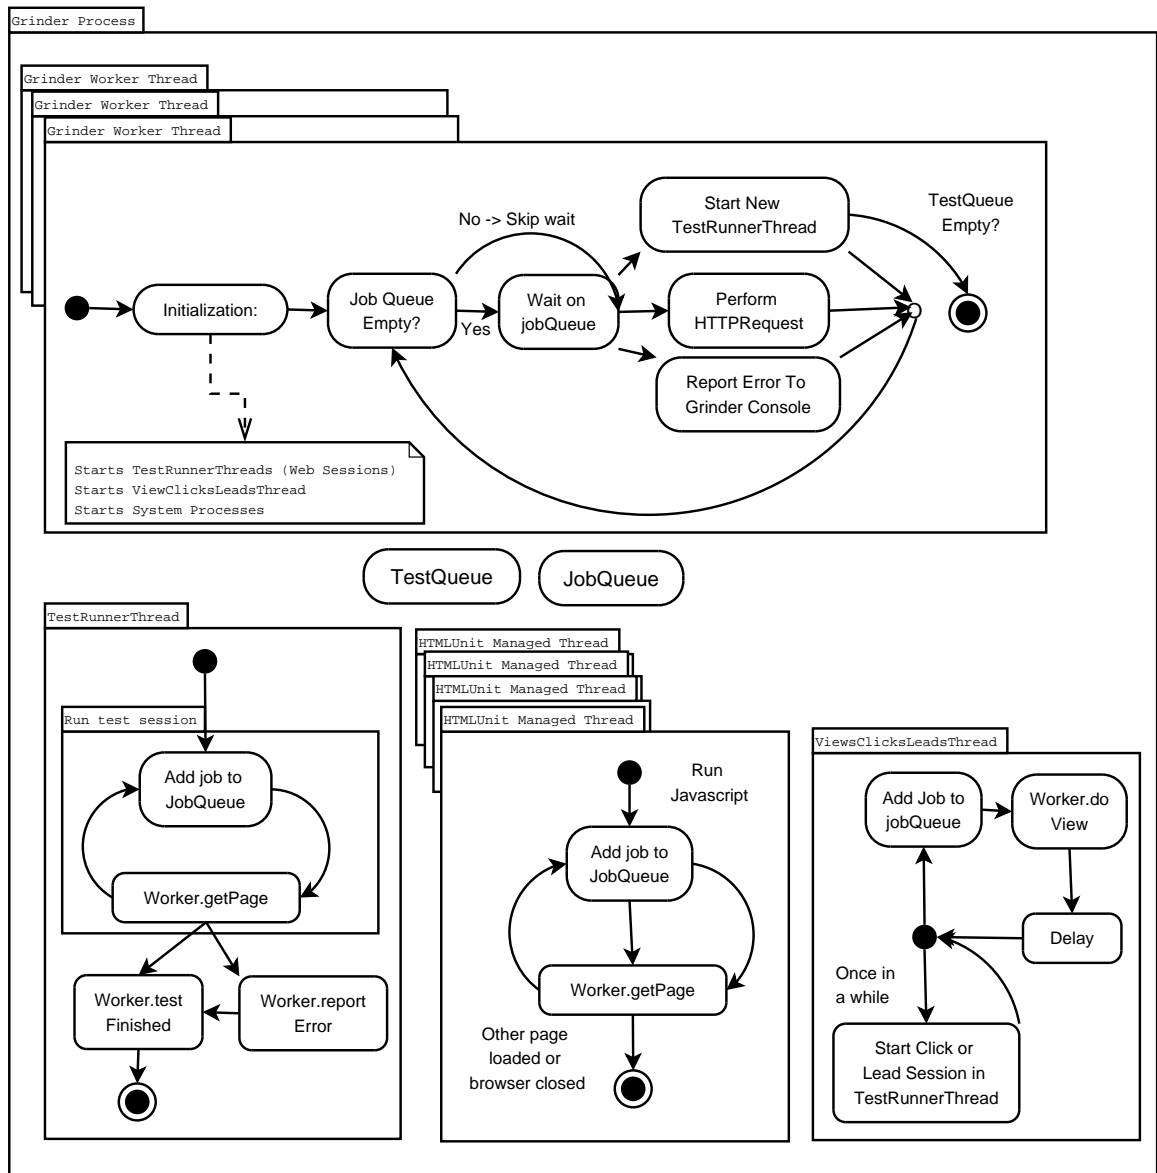 Grinder Process
Grinder Worker Thread
Grinder Worker Thread
Grinder Worker Thread
Start New
TestRunnerThread
TestQueue
Empty?
No -> Skip wait
Initialization:
Job Queue
Empty?
Yes
Wait on
jobQueue
Perform
HTTPRequest
Report Error To
Grinder Console
Starts TestRunnerThreads (Web Sessions)
Starts ViewClicksLeadsThread
Starts System Processes
TestQueue
JobQueue
TestRunnerThread
Run test session
Add job to
JobQueue
Worker.getPage
Worker.test
Finished
Worker.report
Error
HTMLUnit Managed Thread
HTMLUnit Managed Thread
HTMLUnit Managed Thread
HTMLUnit Managed Thread
Run
Javascript
Add job to
JobQueue
Worker.getPage
Other page
loaded or
browser closed
ViewsClicksLeadsThread
Add Job to
jobQueue
Worker.do
View
Delay
Once in
a while
Start Click or
Lead Session in
TestRunnerThread